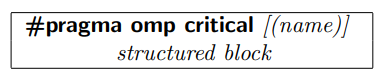 #pragma omp critical [(name)]
structured block